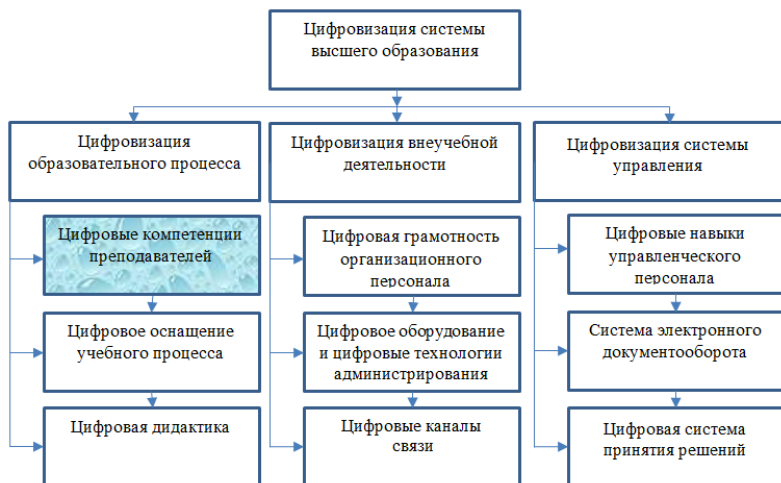 Цифровизация системы
высшего образования
Цифровизация
образовательного процесса
Цифровизация внеучебной
деятельности
Цифровизация системы
управления
Цифровые компетенции
преподавателей
Цифровая грамотность
организационного
персонала
Цифровые навыки
управленческого
персонала
Цифровое оснащение
учебного процесса
Цифровое оборудование
и цифровые технологии
администрирования
Система электронного
документооборота
Цифровая дидактика
Цифровые каналы
связи
Цифровая система
принятия решений